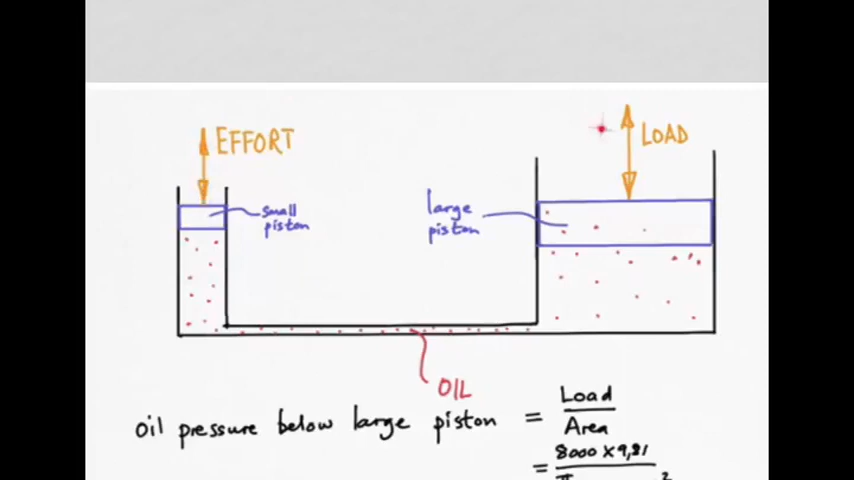 EFFORT
LOAD
small
piston
large
piston
OIL
oil pressure below large piston = Load
Area
= 8000 × 9,81